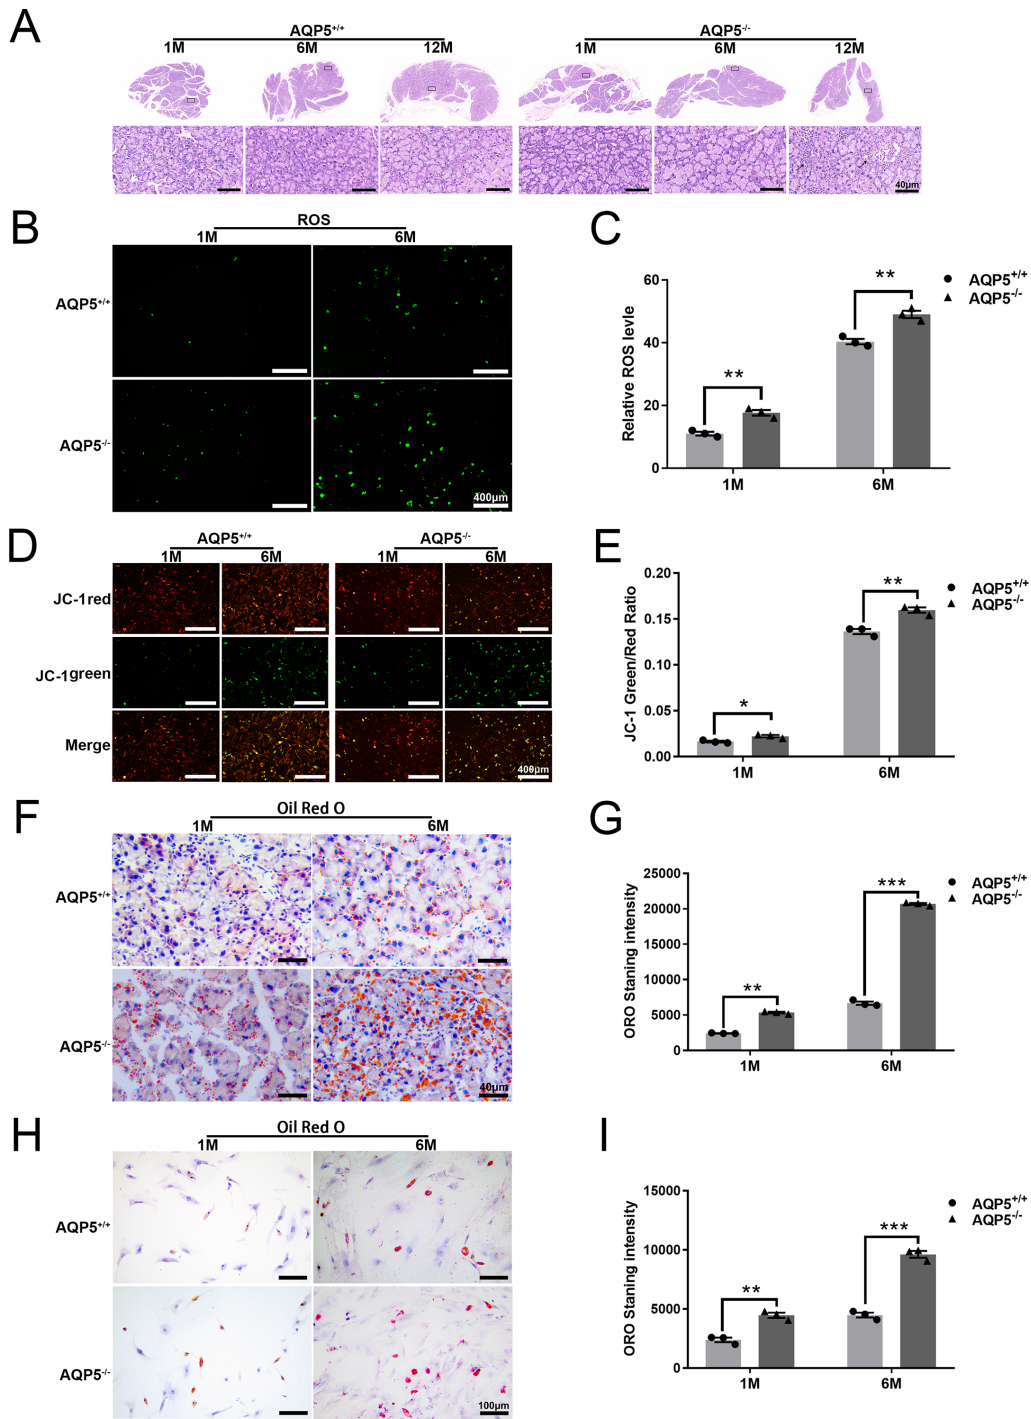 A
AQP5+/+
AQP5-/-
1M 6M 12M 1M 6M 12M
40μm
B
ROS
1M 6M
AQP5+/+
AQP5-/-
400μm
C
Relative ROS levle
60
40
20
0
**
**
1M 6M
AQP5+/+
AQP5-/-
D
AQP5+/+
AQP5-/-
1M 6M 1M 6M
JC-1red
JC-1green
Merge
400μm
E
JC-1 Green/Red Ratio
0.20
0.15
0.10
0.05
0.00
*
**
1M 6M
AQP5+/+
AQP5-/-
F
Oil Red O
1M 6M
AQP5+/+
AQP5-/-
40μm
G
ORO Staning intensity
25000
20000
15000
10000
5000
0
**
***
1M 6M
AQP5+/+
AQP5-/-
H
Oil Red O
1M 6M
AQP5+/+
AQP5-/-
100μm
I
ORO Staning intensity
15000
10000
5000
0
**
***
1M 6M
AQP5+/+
AQP5-/-